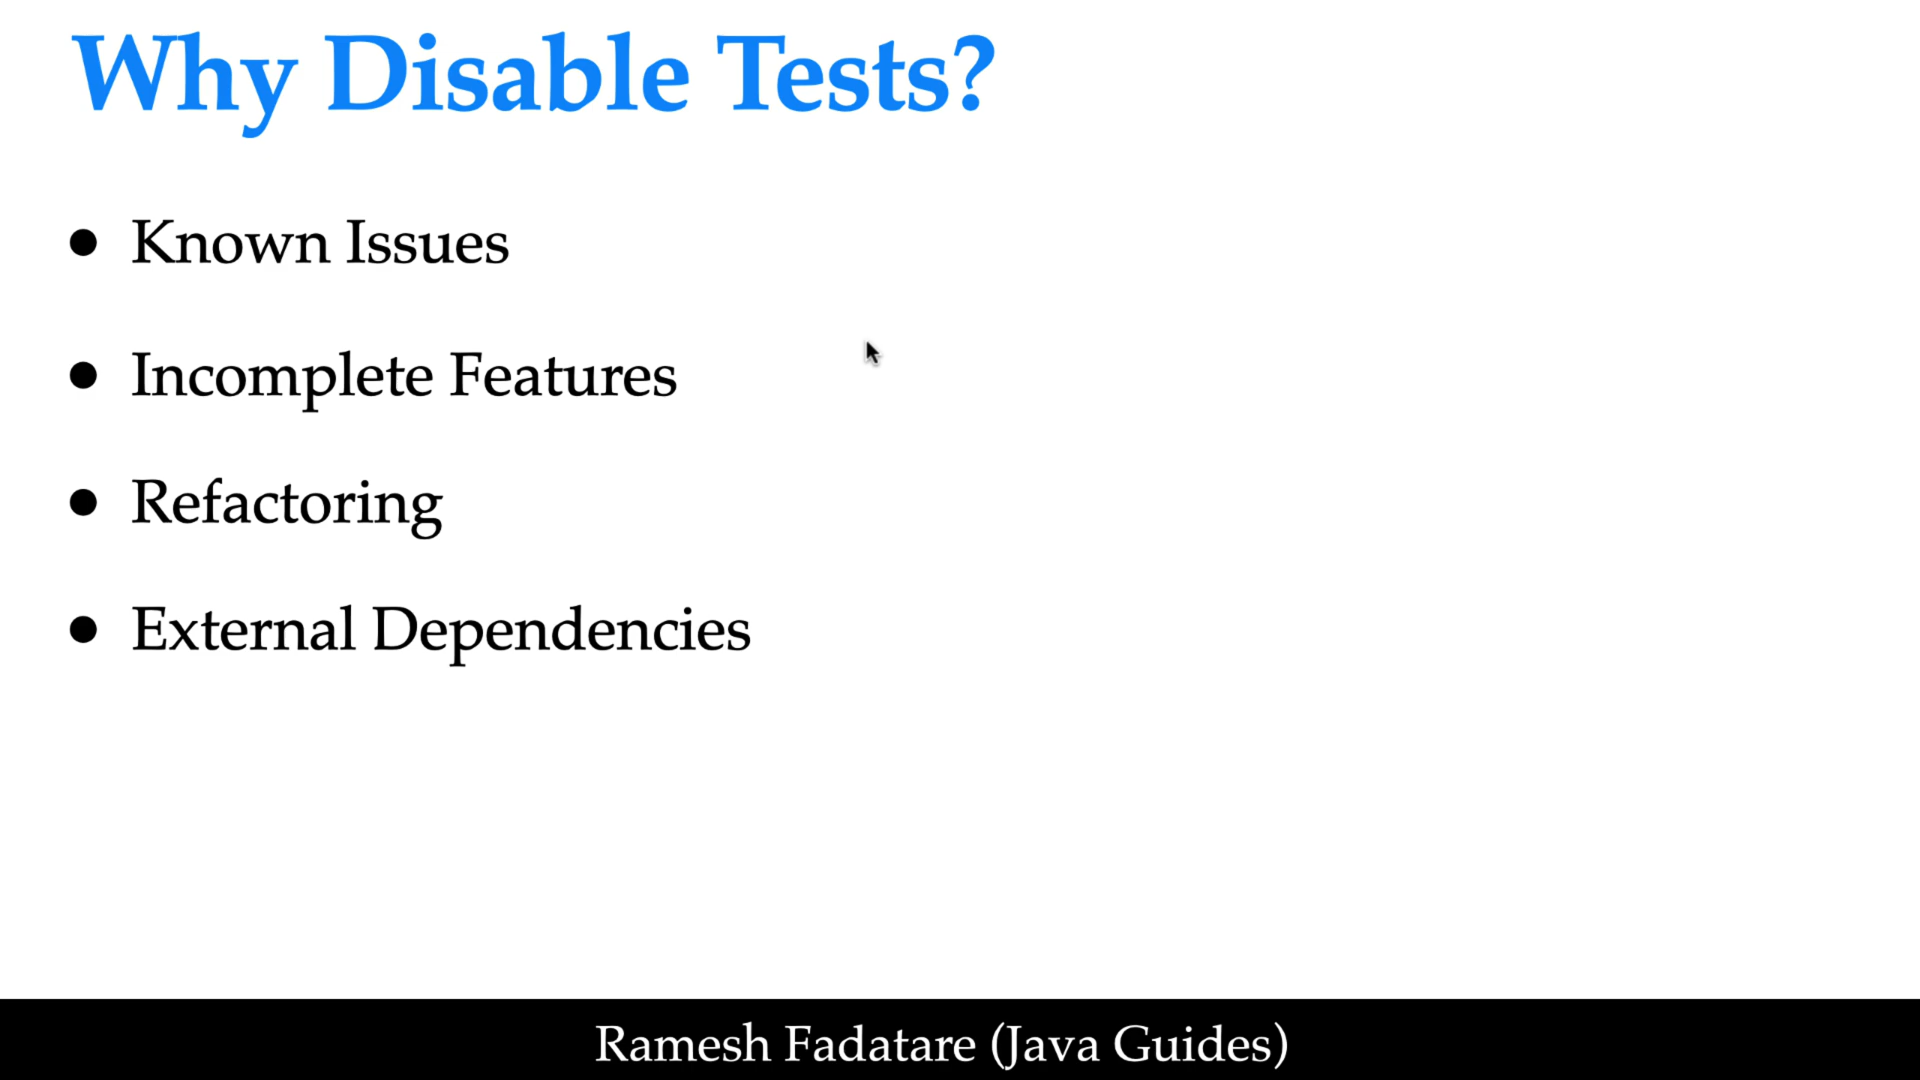 Why Disable Tests?
● Known Issues
● Incomplete Features
● Refactoring
● External Dependencies
Ramesh Fadatare (Java Guides)